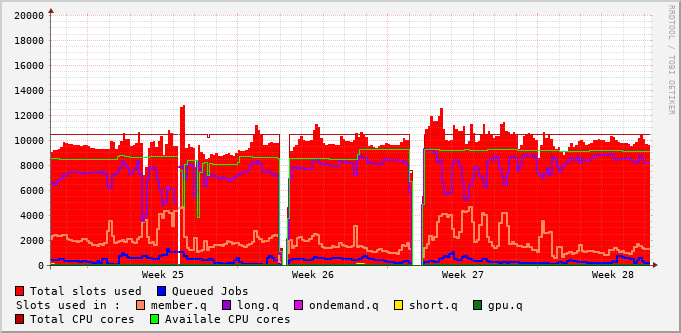 20000
18000
16000
14000
12000
10000
8000
6000
4000
2000
0
Week 25 Week 26 Week 27 Week 28
RRDTOOL / TOBI OETIKER
Total slots used Queued Jobs
Slots used in : member.q long.q ondemand.q short.q gpu.q
Total CPU cores Availale CPU cores